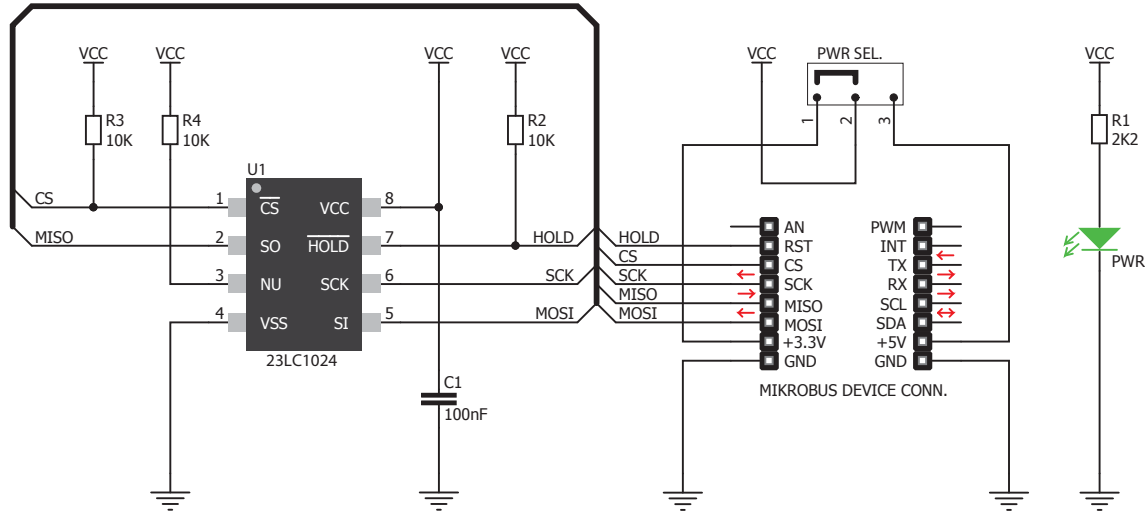 VCC VCC VCC VCC VCC PWR SEL. VCC
R3 10K
R4 10K
R2 10K
R1 2K2
1 2 3
U1
CS 1 CS VCC 8
MISO 2 SO HOLD 7 HOLD HOLD
3 NU SCK 6 SCK
4 VSS SI 5 MOSI
23LC1024
CS
SCK
MISO
MOSI
AN PWM
RST INT
CS TX
SCK RX
MISO SCL
MOSI SDA
+3.3V +5V
GND GND
MIKROBUS DEVICE CONN.
PWR
C1
100nF